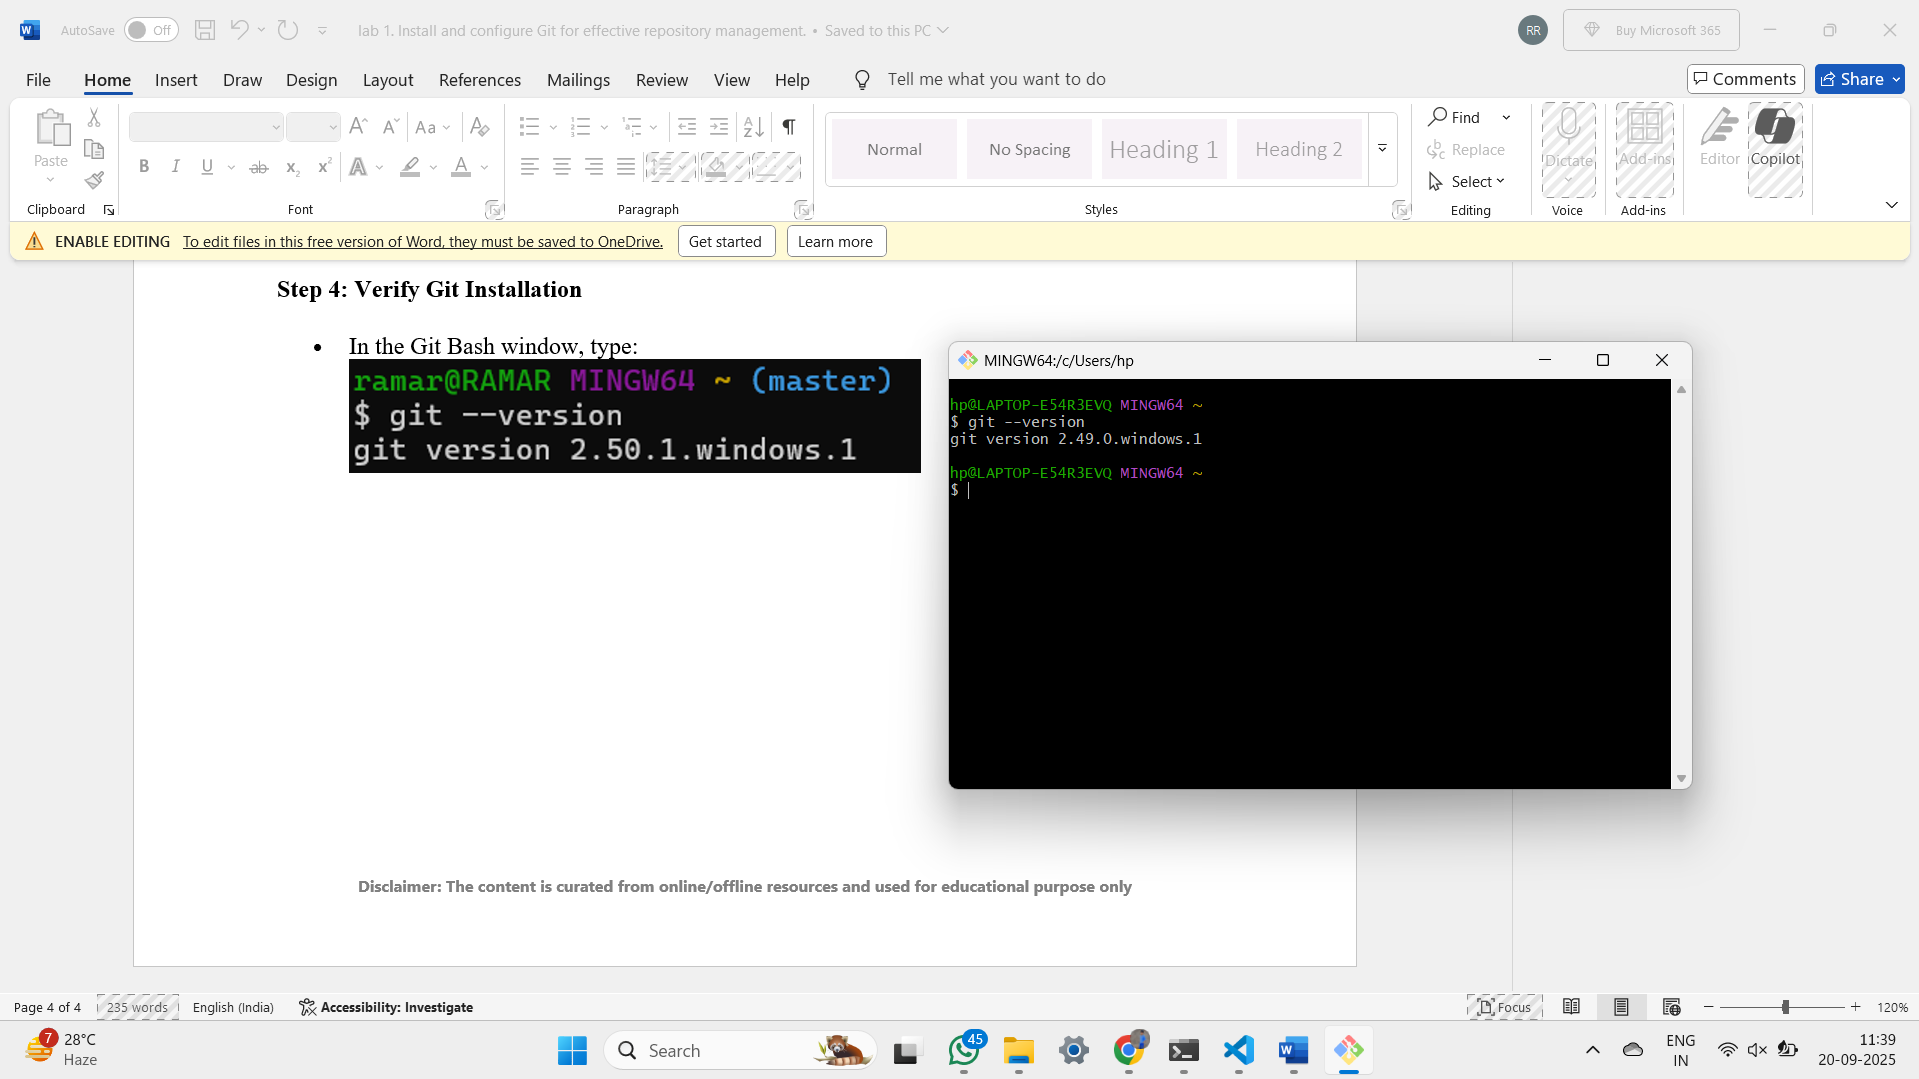 AutoSave Off lab 1. Install and configure Git for effective repository management. • Saved to this PC RR Buy Microsoft 365
File Home Insert Draw Design Layout References Mailings Review View Help Tell me what you want to do Comments Share
Paste
Clipboard
Aa
B I U ab x₂ x² A A
Font
A Z ¶
Paragraph
Normal No Spacing Heading 1 Heading 2
Styles
Find
Replace
Select
Editing
Dictate
Voice
Add-ins
Add-ins
Editor Copilot
ENABLE EDITING To edit files in this free version of Word, they must be saved to OneDrive. Get started Learn more
Step 4: Verify Git Installation
• In the Git Bash window, type:
ramar@RAMAR MINGW64 ~ (master)
$ git --version
git version 2.50.1.windows.1
MINGW64:/c/Users/hp
hp@LAPTOP-E54R3EVQ MINGW64 ~
$ git --version
git version 2.49.0.windows.1
hp@LAPTOP-E54R3EVQ MINGW64 ~
$
Disclaimer: The content is curated from online/offline resources and used for educational purpose only
Page 4 of 4 235 words English (India) Accessibility: Investigate Focus 120%
7 28°C
Haze
Search
45
ENG
IN
11:39
20-09-2025